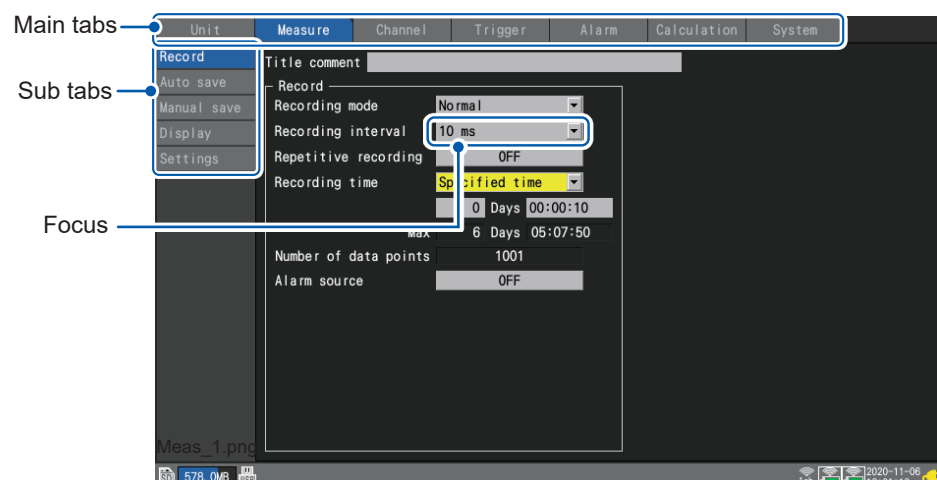 Main tabs
Unit Measure Channel Trigger Alarm Calculation System
Record
Title comment
Sub tabs
Auto save
Manual save
Display
Settings
Record
Recording mode Normal
Recording interval 10 ms
Repetitive recording OFF
Recording time Specified time
0 Days 00:00:10
Focus
Max 6 Days 05:07:50
Number of data points 1001
Alarm source OFF
Meas_1.png
578.0MB
2020-11-06